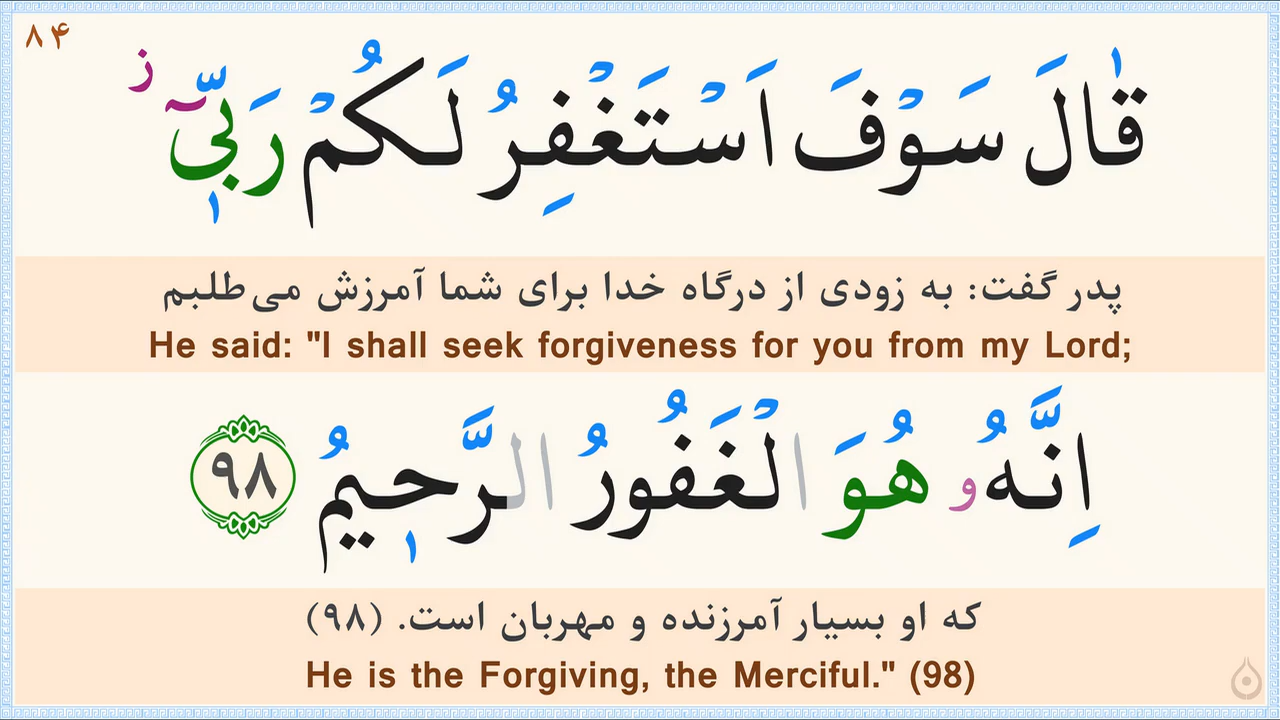 ۸۴
قَالَ سَوْفَ اَسْتَغْفِرُ لَكُمْ رَبّٖىٓ ز
پدر گفت: به زودی از درگاه خدا برای شما آمرزش می‌طلبم
He said: "I shall seek forgiveness for you from my Lord;
اِنَّهُ و هُوَ الْغَفُورُ الرَّحٖيمُ ۹۸
که او بسیار آمرزنده و مهربان است. (۹۸)
He is the Forgiving, the Merciful." (98)